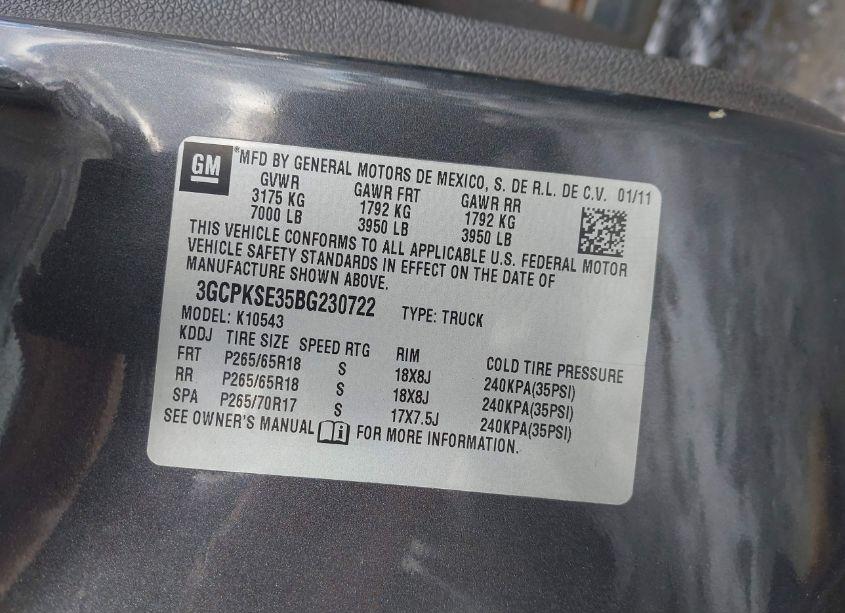 GM *MFD BY GENERAL MOTORS DE MEXICO, S. DE R.L. DE C.V. 01/11
GVWR GAWR FRT GAWR RR
3175 KG 1792 KG 1792 KG
7000 LB 3950 LB 3950 LB
THIS VEHICLE CONFORMS TO ALL APPLICABLE U.S. FEDERAL MOTOR
VEHICLE SAFETY STANDARDS IN EFFECT ON THE DATE OF
MANUFACTURE SHOWN ABOVE.
3GCPKSE35BG230722 TYPE: TRUCK
MODEL: K10543
KDDJ TIRE SIZE SPEED RTG RIM COLD TIRE PRESSURE
FRT P265/65R18 S 18X8J 240KPA(35PSI)
RR P265/65R18 S 18X8J 240KPA(35PSI)
SPA P265/70R17 S 17X7.5J 240KPA(35PSI)
SEE OWNER'S MANUAL i FOR MORE INFORMATION.